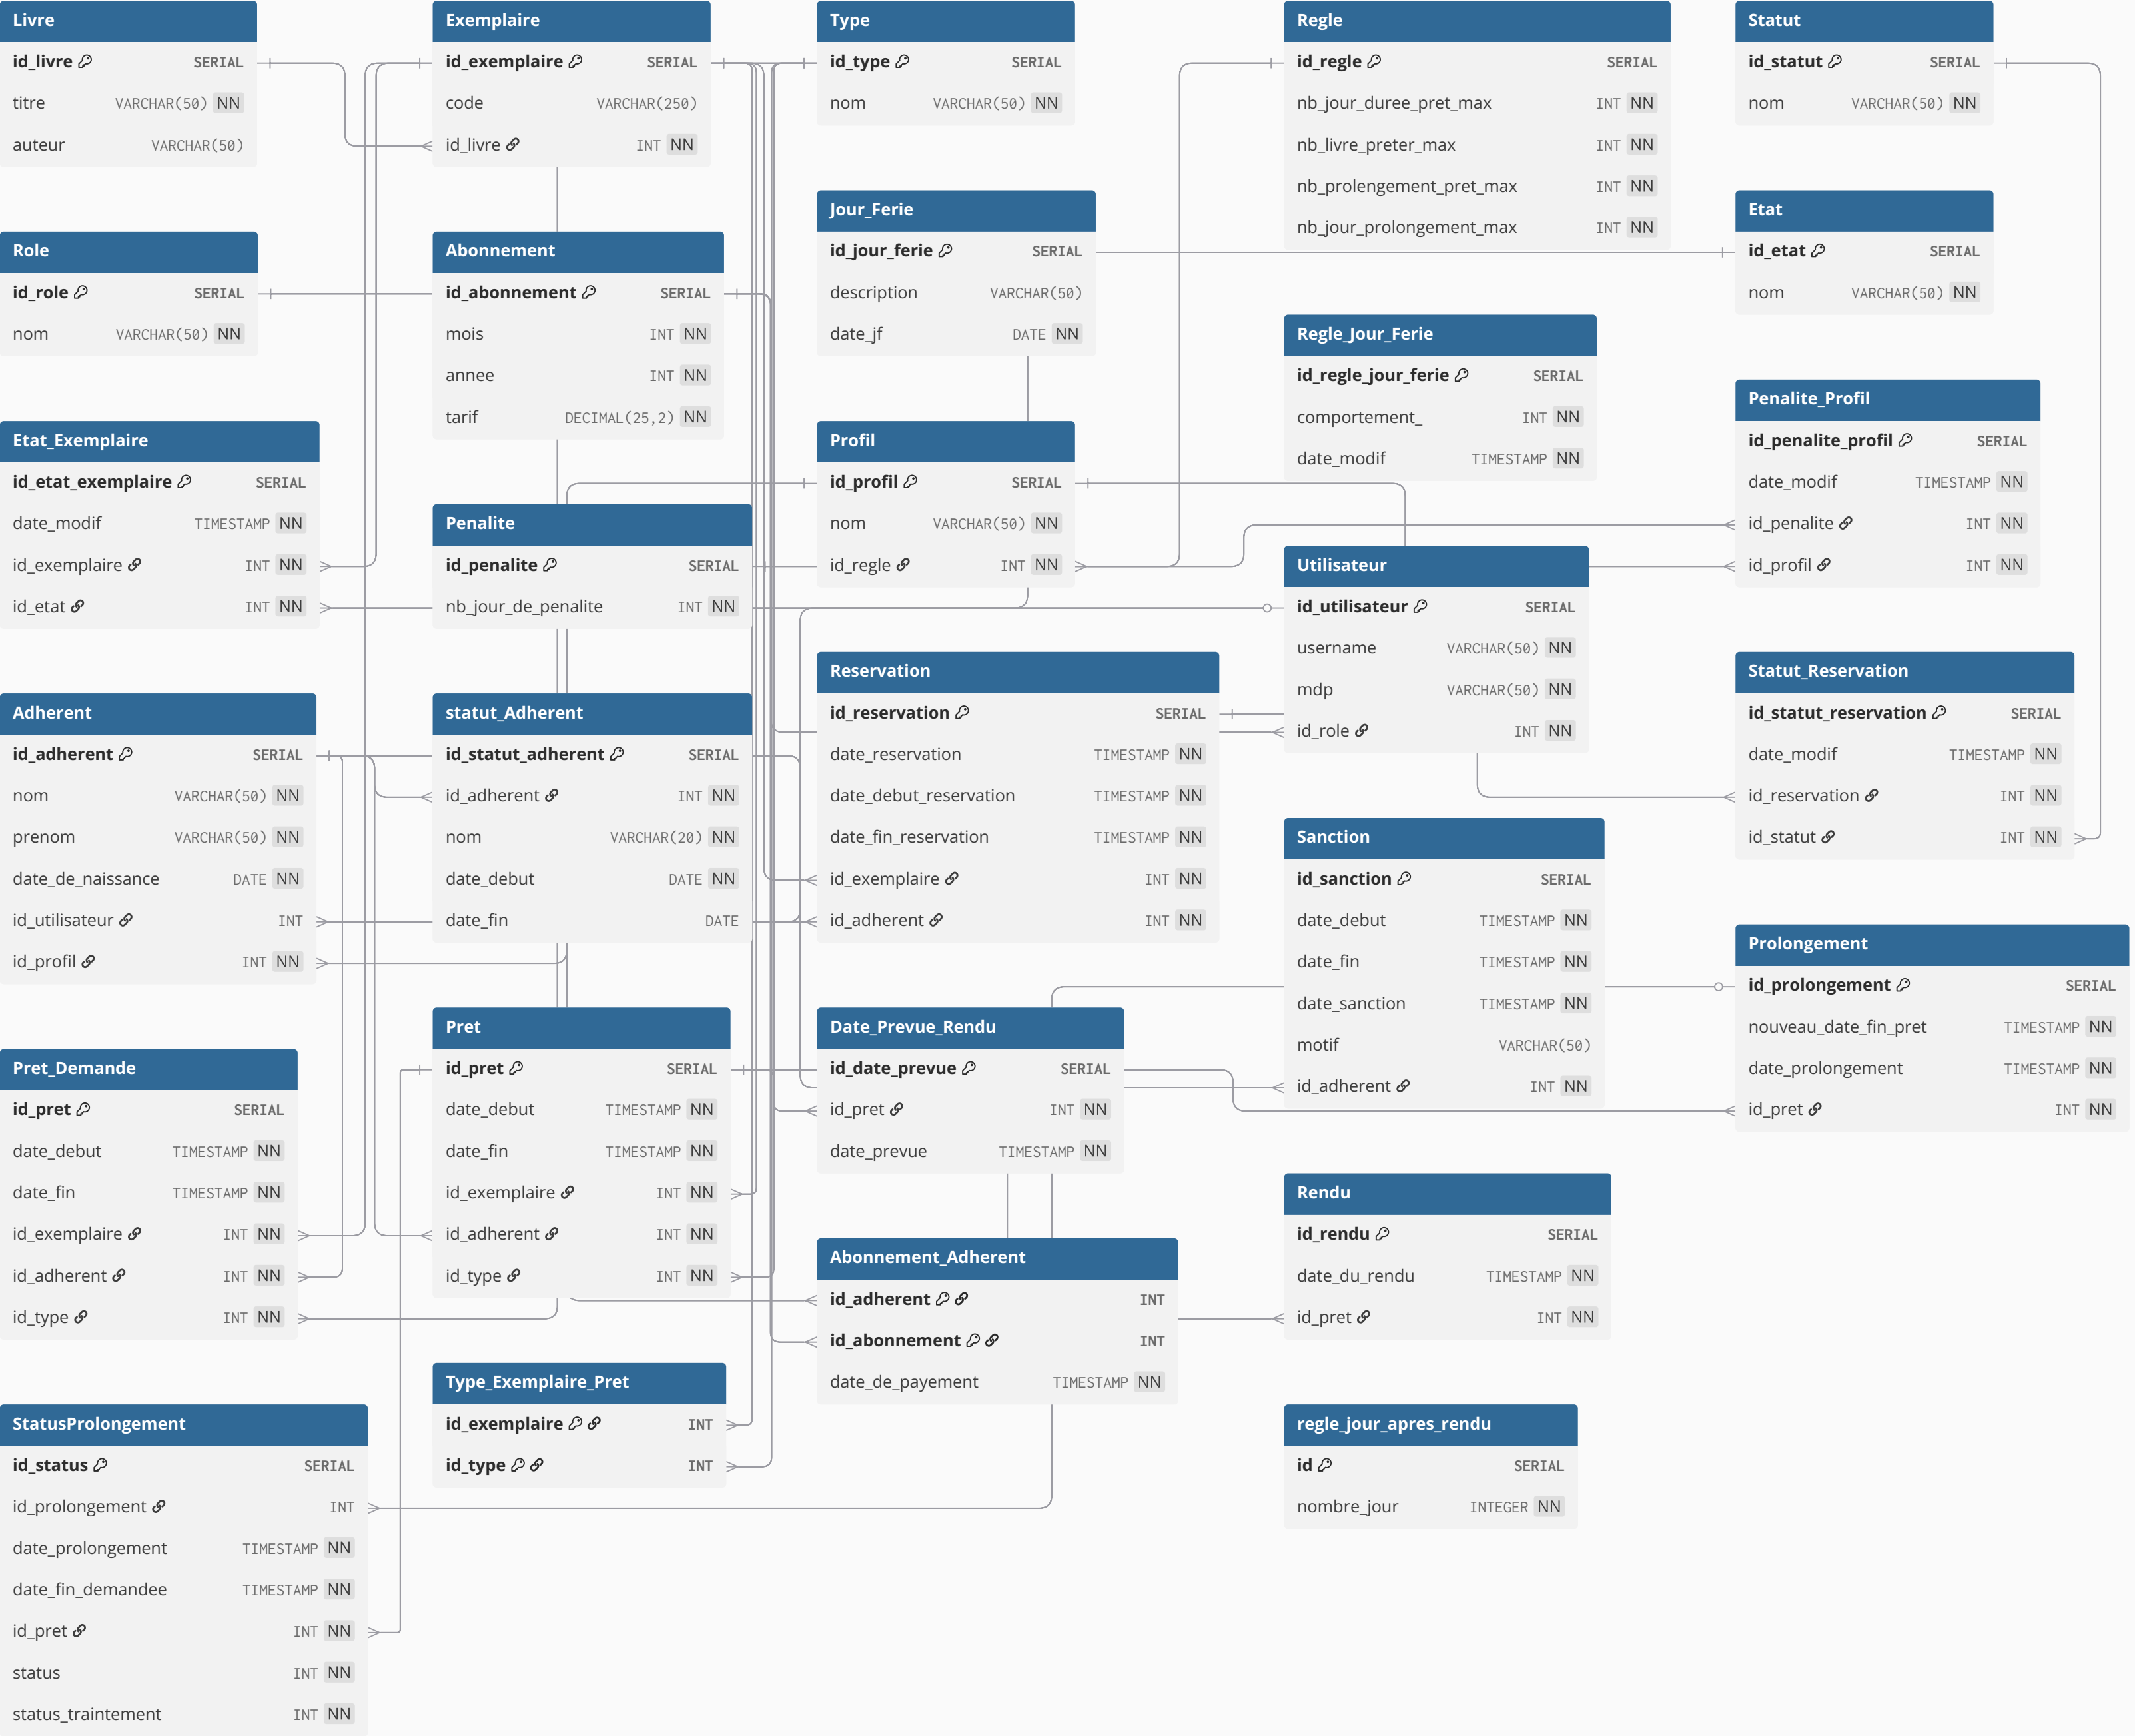 Livre
id_livre SERIAL
titre VARCHAR(50) NN
auteur VARCHAR(50)
Exemplaire
id_exemplaire SERIAL
code VARCHAR(250)
id_livre INT NN
Type
id_type SERIAL
nom VARCHAR(50) NN
Regle
id_regle SERIAL
nb_jour_duree_pret_max INT NN
nb_livre_preter_max INT NN
nb_prolengement_pret_max INT NN
nb_jour_prolongement_max INT NN
Statut
id_statut SERIAL
nom VARCHAR(50) NN
Role
id_role SERIAL
nom VARCHAR(50) NN
Abonnement
id_abonnement SERIAL
mois INT NN
annee INT NN
tarif DECIMAL(25,2) NN
Jour_Ferie
id_jour_ferie SERIAL
description VARCHAR(50)
date_jf DATE NN
Etat
id_etat SERIAL
nom VARCHAR(50) NN
Regle_Jour_Ferie
id_regle_jour_ferie SERIAL
comportement_ INT NN
date_modif TIMESTAMP NN
Penalite_Profil
id_penalite_profil SERIAL
date_modif TIMESTAMP NN
id_penalite INT NN
id_profil INT NN
Etat_Exemplaire
id_etat_exemplaire SERIAL
date_modif TIMESTAMP NN
id_exemplaire INT NN
id_etat INT NN
Penalite
id_penalite SERIAL
nb_jour_de_penalite INT NN
Profil
id_profil SERIAL
nom VARCHAR(50) NN
id_regle INT NN
Utilisateur
id_utilisateur SERIAL
username VARCHAR(50) NN
mdp VARCHAR(50) NN
id_role INT NN
Adherent
id_adherent SERIAL
nom VARCHAR(50) NN
prenom VARCHAR(50) NN
date_de_naissance DATE NN
id_utilisateur INT
id_profil INT NN
statut_Adherent
id_statut_adherent SERIAL
id_adherent INT NN
nom VARCHAR(20) NN
date_debut DATE NN
date_fin DATE
Reservation
id_reservation SERIAL
date_reservation TIMESTAMP NN
date_debut_reservation TIMESTAMP NN
date_fin_reservation TIMESTAMP NN
id_exemplaire INT NN
id_adherent INT NN
Statut_Reservation
id_statut_reservation SERIAL
date_modif TIMESTAMP NN
id_reservation INT NN
id_statut INT NN
Sanction
id_sanction SERIAL
date_debut TIMESTAMP NN
date_fin TIMESTAMP NN
date_sanction TIMESTAMP NN
motif VARCHAR(50)
id_adherent INT NN
Prolongement
id_prolongement SERIAL
nouveau_date_fin_pret TIMESTAMP NN
date_prolongement TIMESTAMP NN
id_pret INT NN
Pret_Demande
id_pret SERIAL
date_debut TIMESTAMP NN
date_fin TIMESTAMP NN
id_exemplaire INT NN
id_adherent INT NN
id_type INT NN
Pret
id_pret SERIAL
date_debut TIMESTAMP NN
date_fin TIMESTAMP NN
id_exemplaire INT NN
id_adherent INT NN
id_type INT NN
Date_Prevue_Rendu
id_date_prevue SERIAL
id_pret INT NN
date_prevue TIMESTAMP NN
Rendu
id_rendu SERIAL
date_du_rendu TIMESTAMP NN
id_pret INT NN
Abonnement_Adherent
id_adherent INT
id_abonnement INT
date_de_payement TIMESTAMP NN
Type_Exemplaire_Pret
id_exemplaire INT
id_type INT
StatusProlongement
id_status SERIAL
id_prolongement INT
date_prolongement TIMESTAMP NN
date_fin_demandee TIMESTAMP NN
id_pret INT NN
status INT NN
status_traintement INT NN
regle_jour_apres_rendu
id SERIAL
nombre_jour INTEGER NN